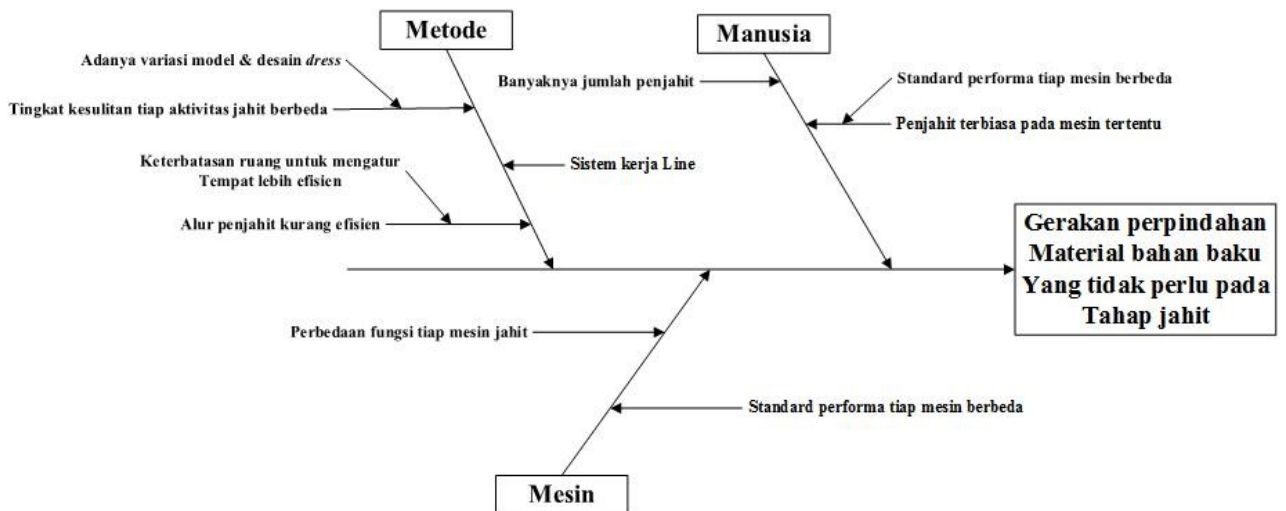 Metode
Manusia
Adanya variasi model & desain dress
Tingkat kesulitan tiap aktivitas jahit berbeda
Keterbatasan ruang untuk mengatur
Tempat lebih efisien
Alur penjahit kurang efisien
Sistem kerja Line
Banyaknya jumlah penjahit
Standard performa tiap mesin berbeda
Penjahit terbiasa pada mesin tertentu
Gerakan perpindahan
Material bahan baku
Yang tidak perlu pada
Tahap jahit
Perbedaan fungsi tiap mesin jahit
Standard performa tiap mesin berbeda
Mesin